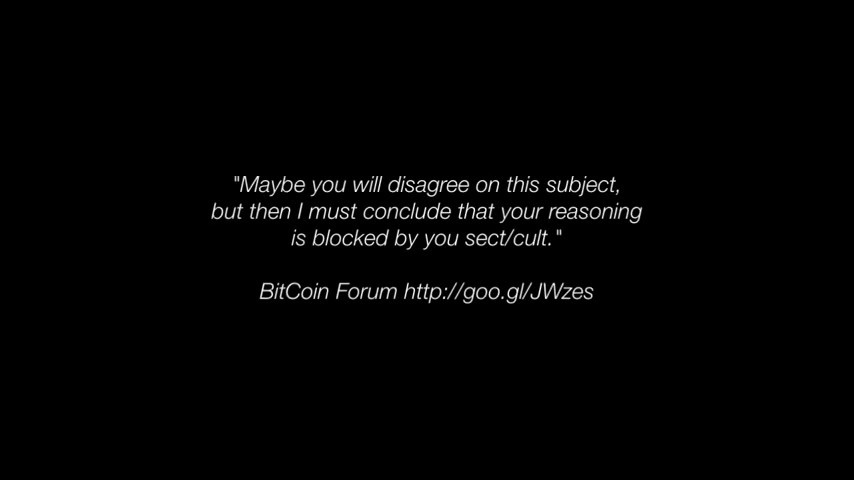 "Maybe you will disagree on this subject,
but then I must conclude that your reasoning
is blocked by you sect/cult."
BitCoin Forum http://goo.gl/JWzes